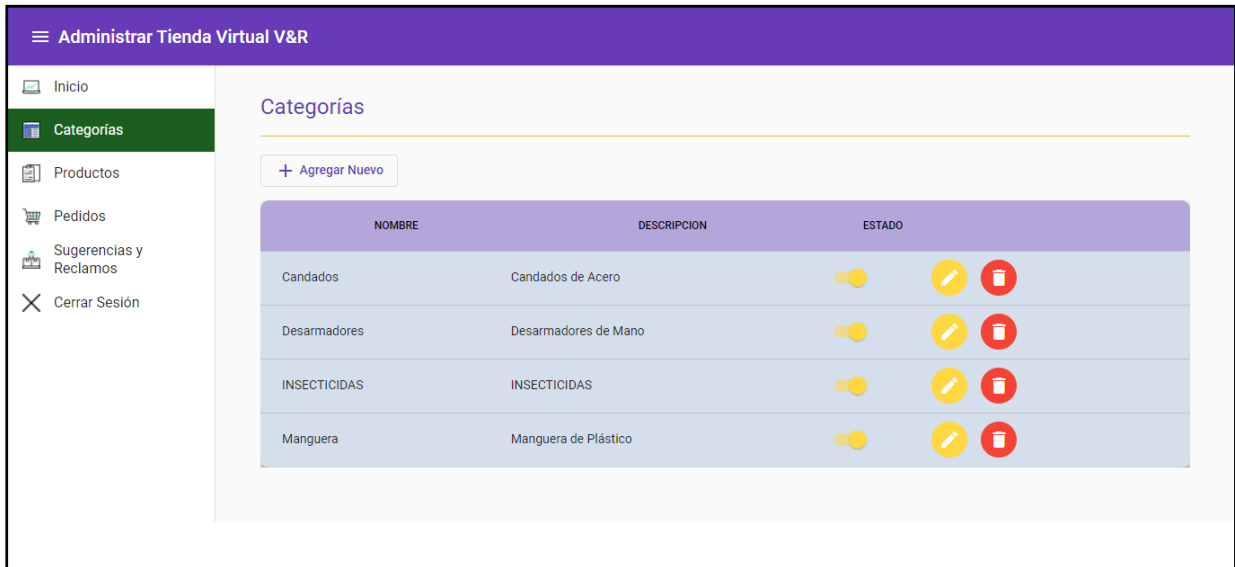 Administrar Tienda Virtual V&R
Inicio
Categorías
Productos
Pedidos
Sugerencias y
Reclamos
Cerrar Sesión
Categorías
+ Agregar Nuevo
NOMBRE DESCRIPCION ESTADO
Candados Candados de Acero
Desarmadores Desarmadores de Mano
INSECTICIDAS INSECTICIDAS
Manguera Manguera de Plástico